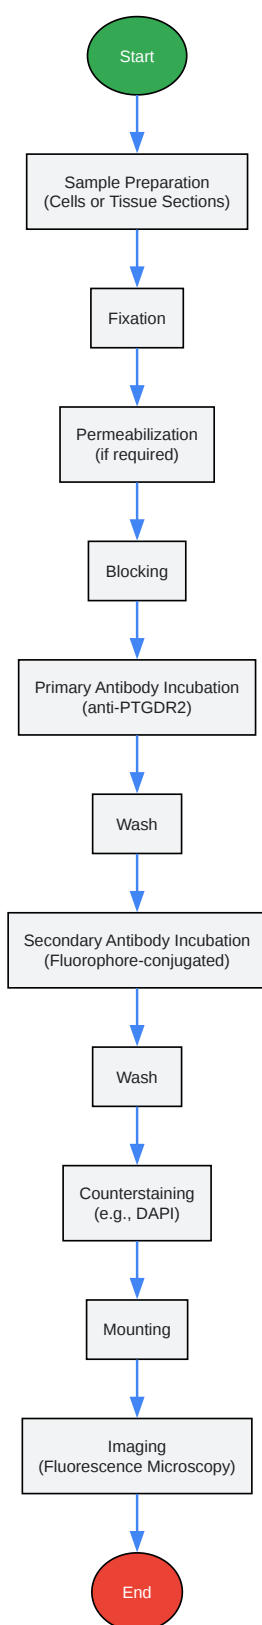 Start
Sample Preparation
(Cells or Tissue Sections)
Fixation
Permeabilization
(if required)
Blocking
Primary Antibody Incubation
(anti-PTGDR2)
Wash
Secondary Antibody Incubation
(Fluorophore-conjugated)
Wash
Counterstaining
(e.g., DAPI)
Mounting
Imaging
(Fluorescence Microscopy)
End